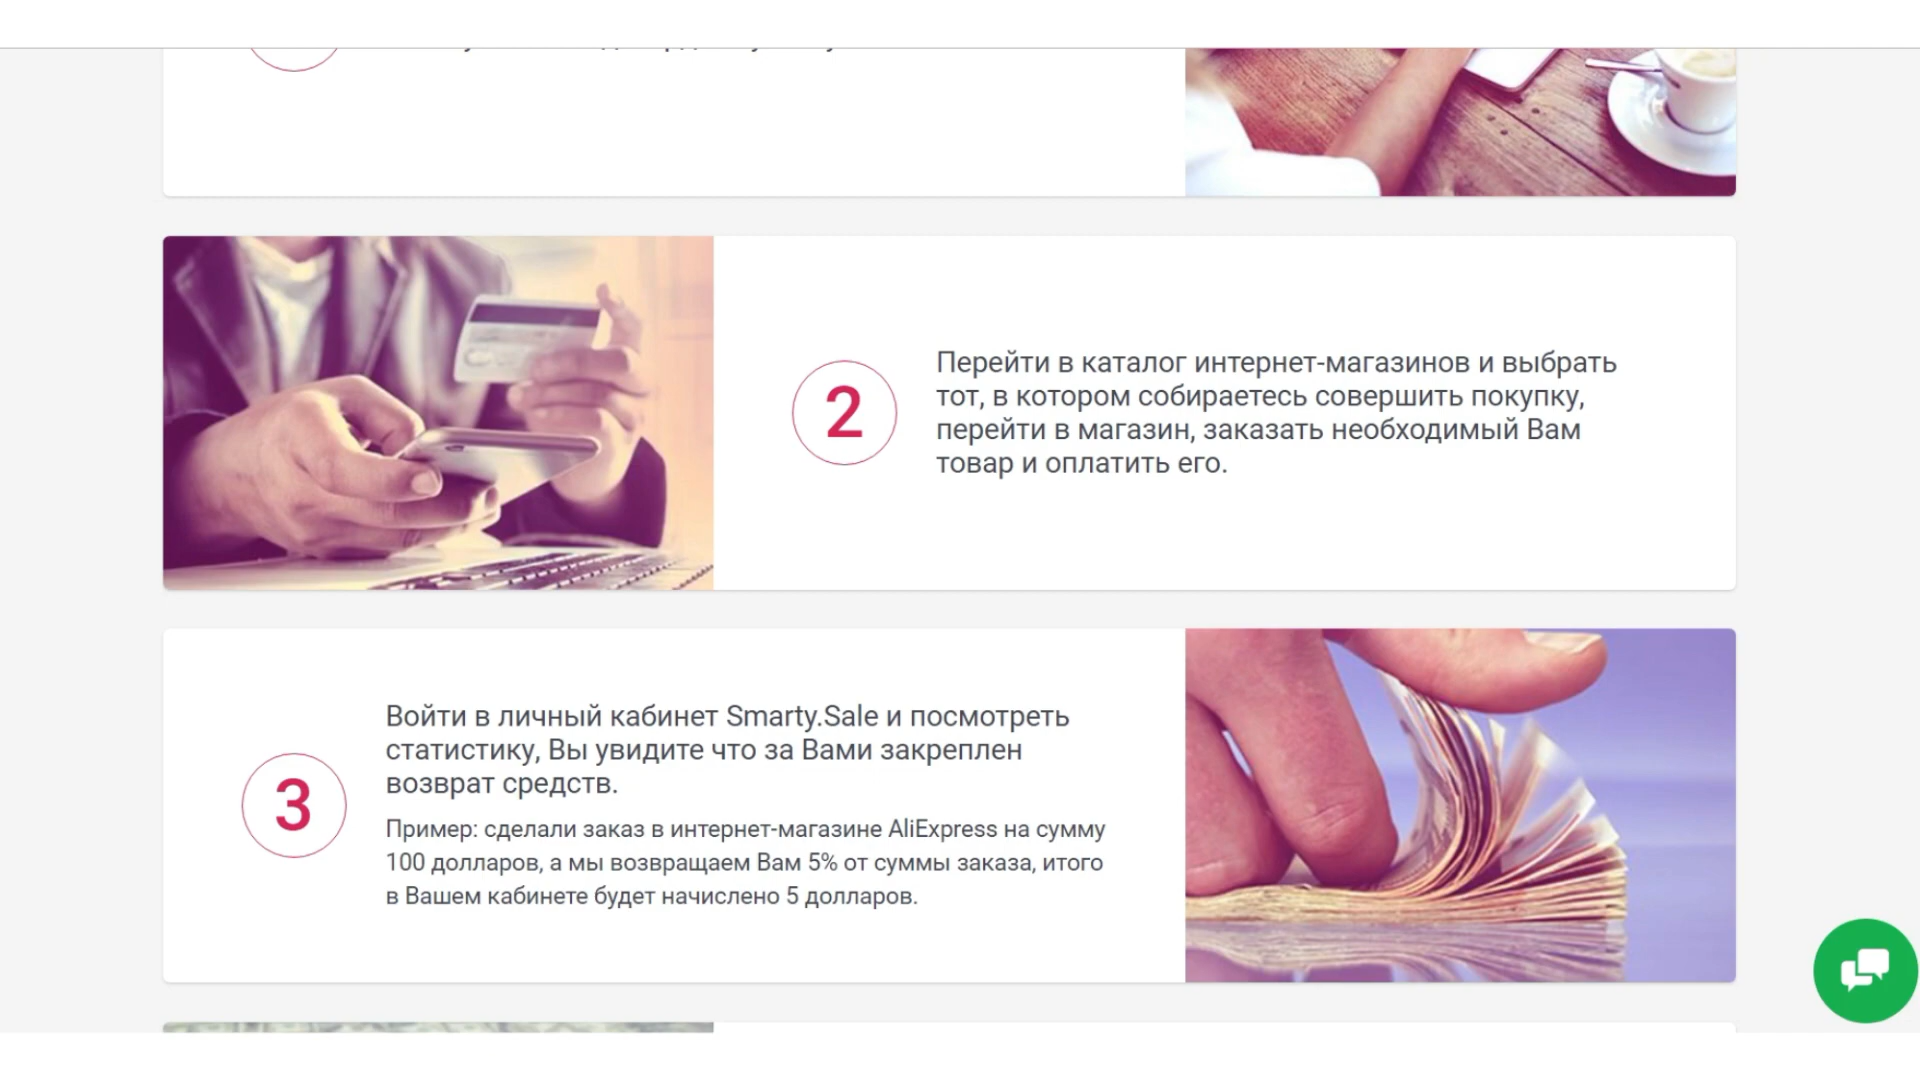 2
Перейти в каталог интернет-магазинов и выбрать
тот, в котором собираетесь совершить покупку,
перейти в магазин, заказать необходимый Вам
товар и оплатить его.
3
Войти в личный кабинет Smarty.Sale и посмотреть
статистику, Вы увидите что за Вами закреплен
возврат средств.
Пример: сделали заказ в интернет-магазине AliExpress на сумму
100 долларов, а мы возвращаем Вам 5% от суммы заказа, итого
в Вашем кабинете будет начислено 5 долларов.